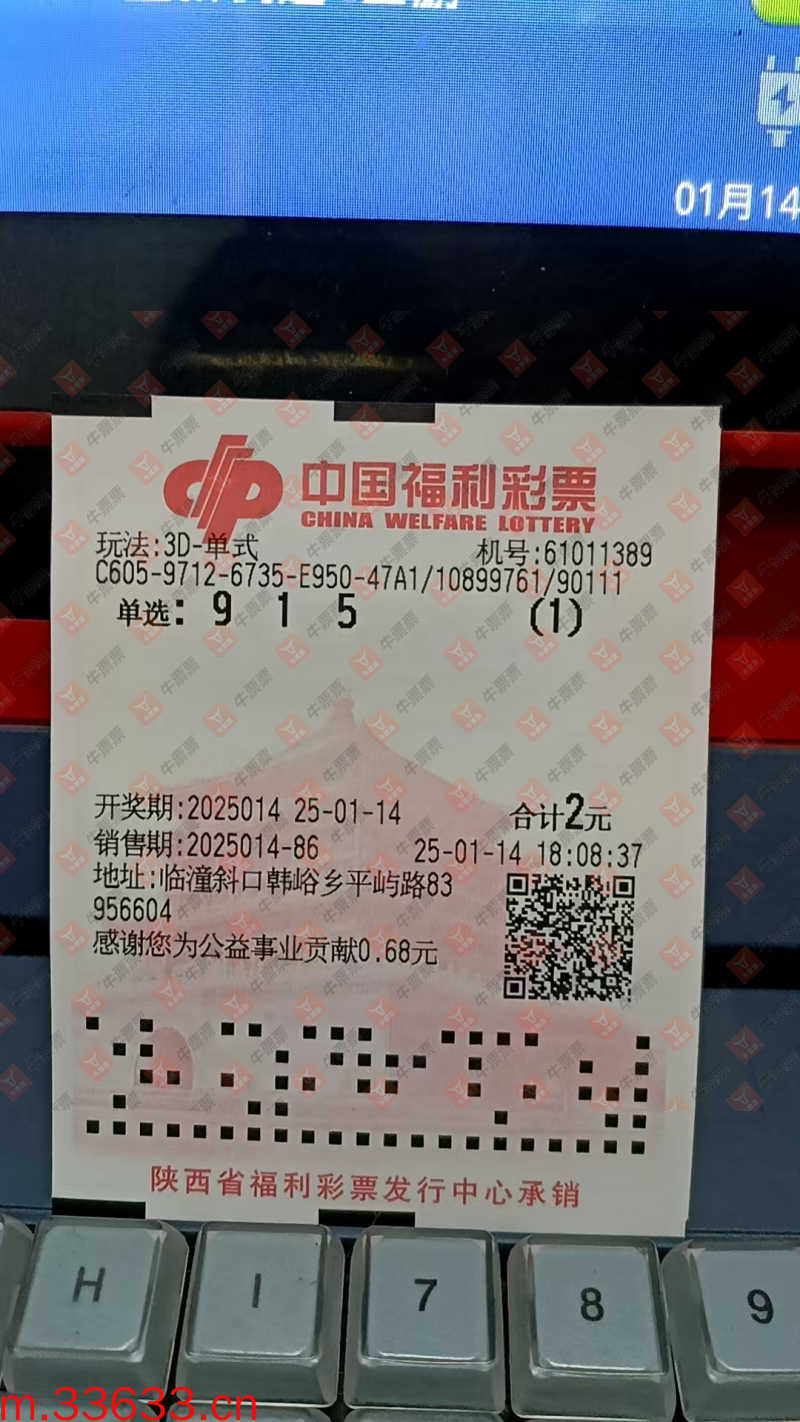 01月14
中国福利彩票
CHINA WELFARE LOTTERY
玩法:3D-单式 机号:61011389
C605-9712-6735-E950-47A1/10899761/90111
单选: 9 1 5 (1)
开奖期:2025014 25-01-14 合计2元
销售期:2025014-86 25-01-14 18:08:37
地址:临潼斜口韩峪乡平屿路83
956604
感谢您为公益事业贡献0.68元
陕西省福利彩票发行中心承销
H I 7 8 9
m.33633.cn
牛票票